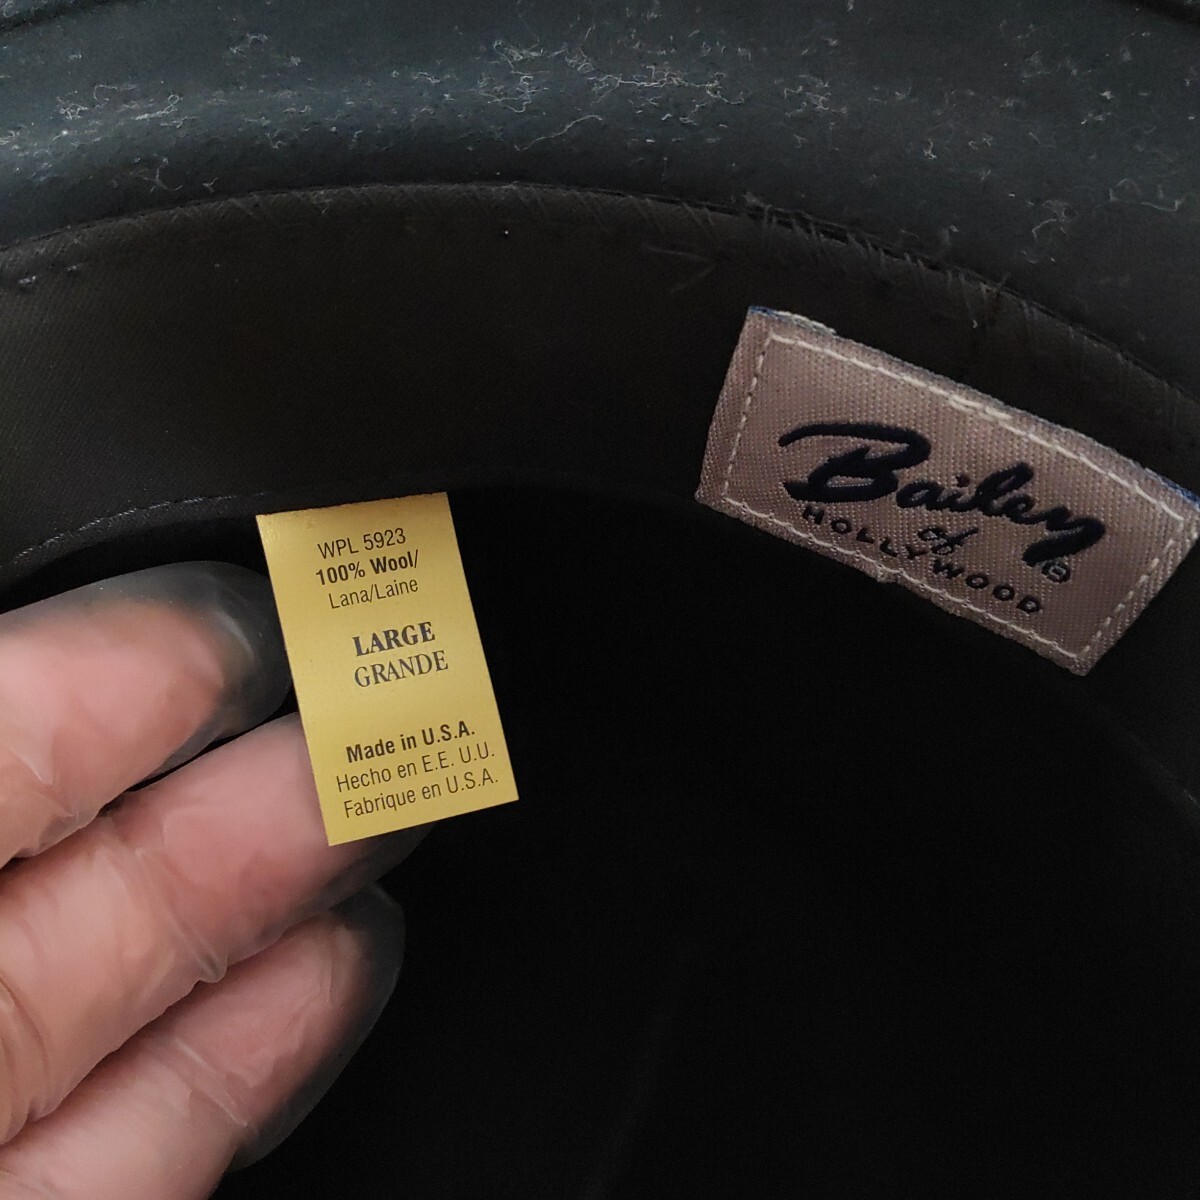 WPL 5923
100% Wool/
Lana/Laine
LARGE
GRANDE
Made in U.S.A.
Hecho en E.E. U.U.
Fabrique en U.S.A.
Bailey
of
HOLLYWOOD®